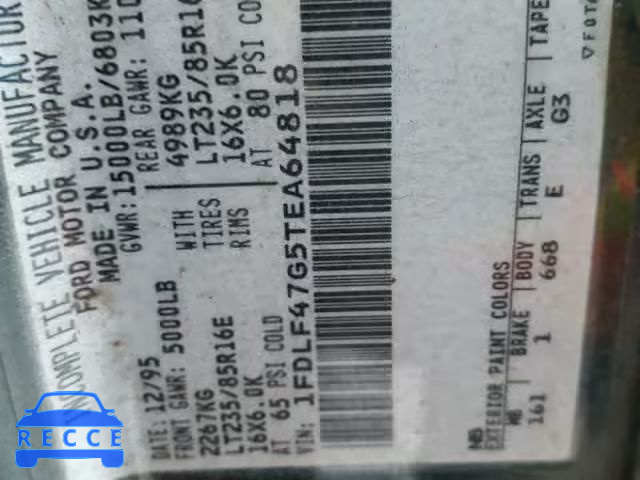 INCOMPLETE VEHICLE MANUFACTUR
FORD MOTOR COMPANY
MADE IN U.S.A.
GVWR: 15000LB/6803K
DATE: 12/95 REAR GAWR: 110
FRONT GAWR: 5000LB WITH 4989KG
2267KG TIRES LT235/85R16
LT235/85R16E RIMS 16X6.0K
16X6.0K AT 80 PSI CO
AT 65 PSI COLD
VIN: 1FDLF47G5TEA64818
EXTERIOR PAINT COLORS
WB BRAKE BODY TRANS AXLE TAPE
161 1 668 E G3
RECCE